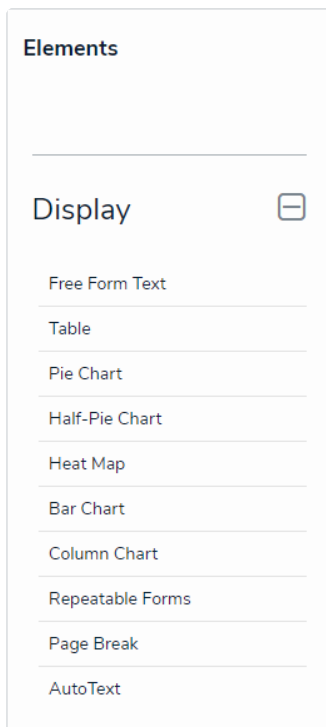 Elements
Display
Free Form Text
Table
Pie Chart
Half-Pie Chart
Heat Map
Bar Chart
Column Chart
Repeatable Forms
Page Break
AutoText